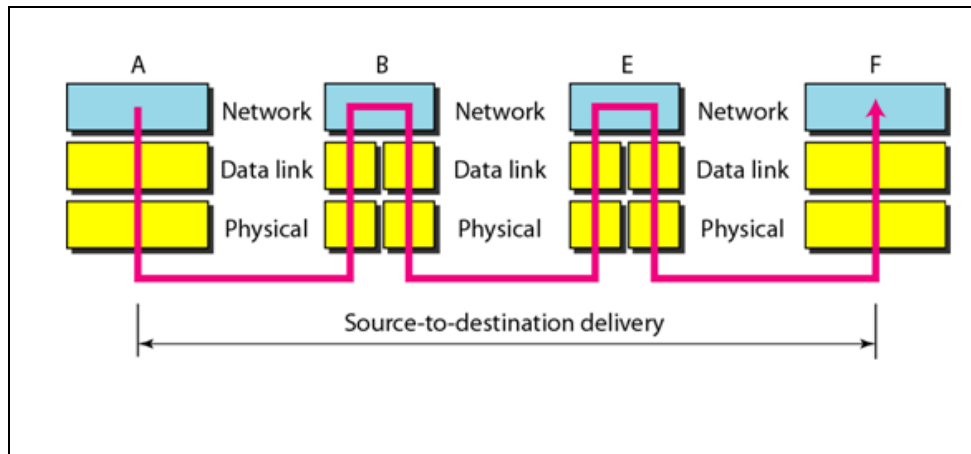 A B E F
Network Network Network
Data link Data link Data link
Physical Physical Physical
Source-to-destination delivery